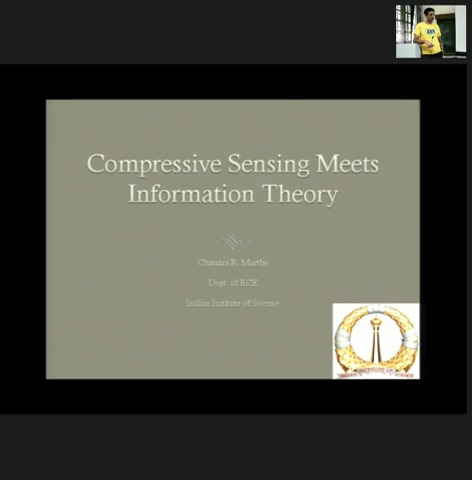 Compressive Sensing Meets
Information Theory
Chandra R. Murthy
Dept. of ECE
Indian Institute of Science